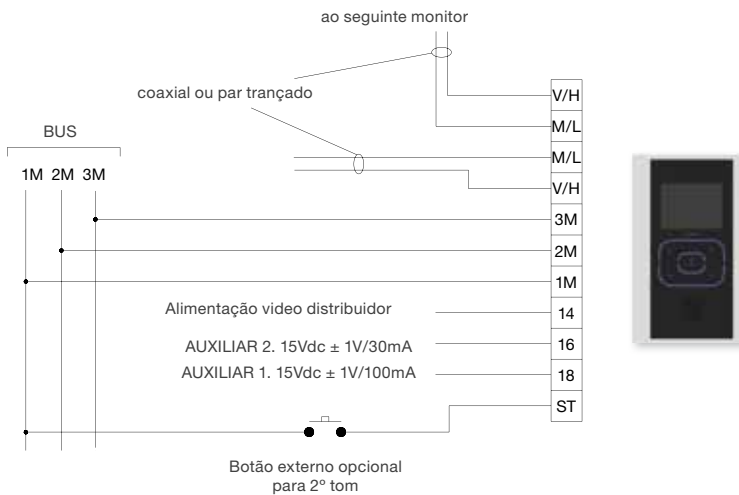 ao seguinte monitor
coaxial ou par trançado
BUS
1M 2M 3M
V/H
M/L
M/L
V/H
3M
2M
1M
Alimentação video distribuidor
14
AUXILIAR 2. 15Vdc ± 1V/30mA
16
AUXILIAR 1. 15Vdc ± 1V/100mA
18
ST
Botão externo opcional
para 2º tom